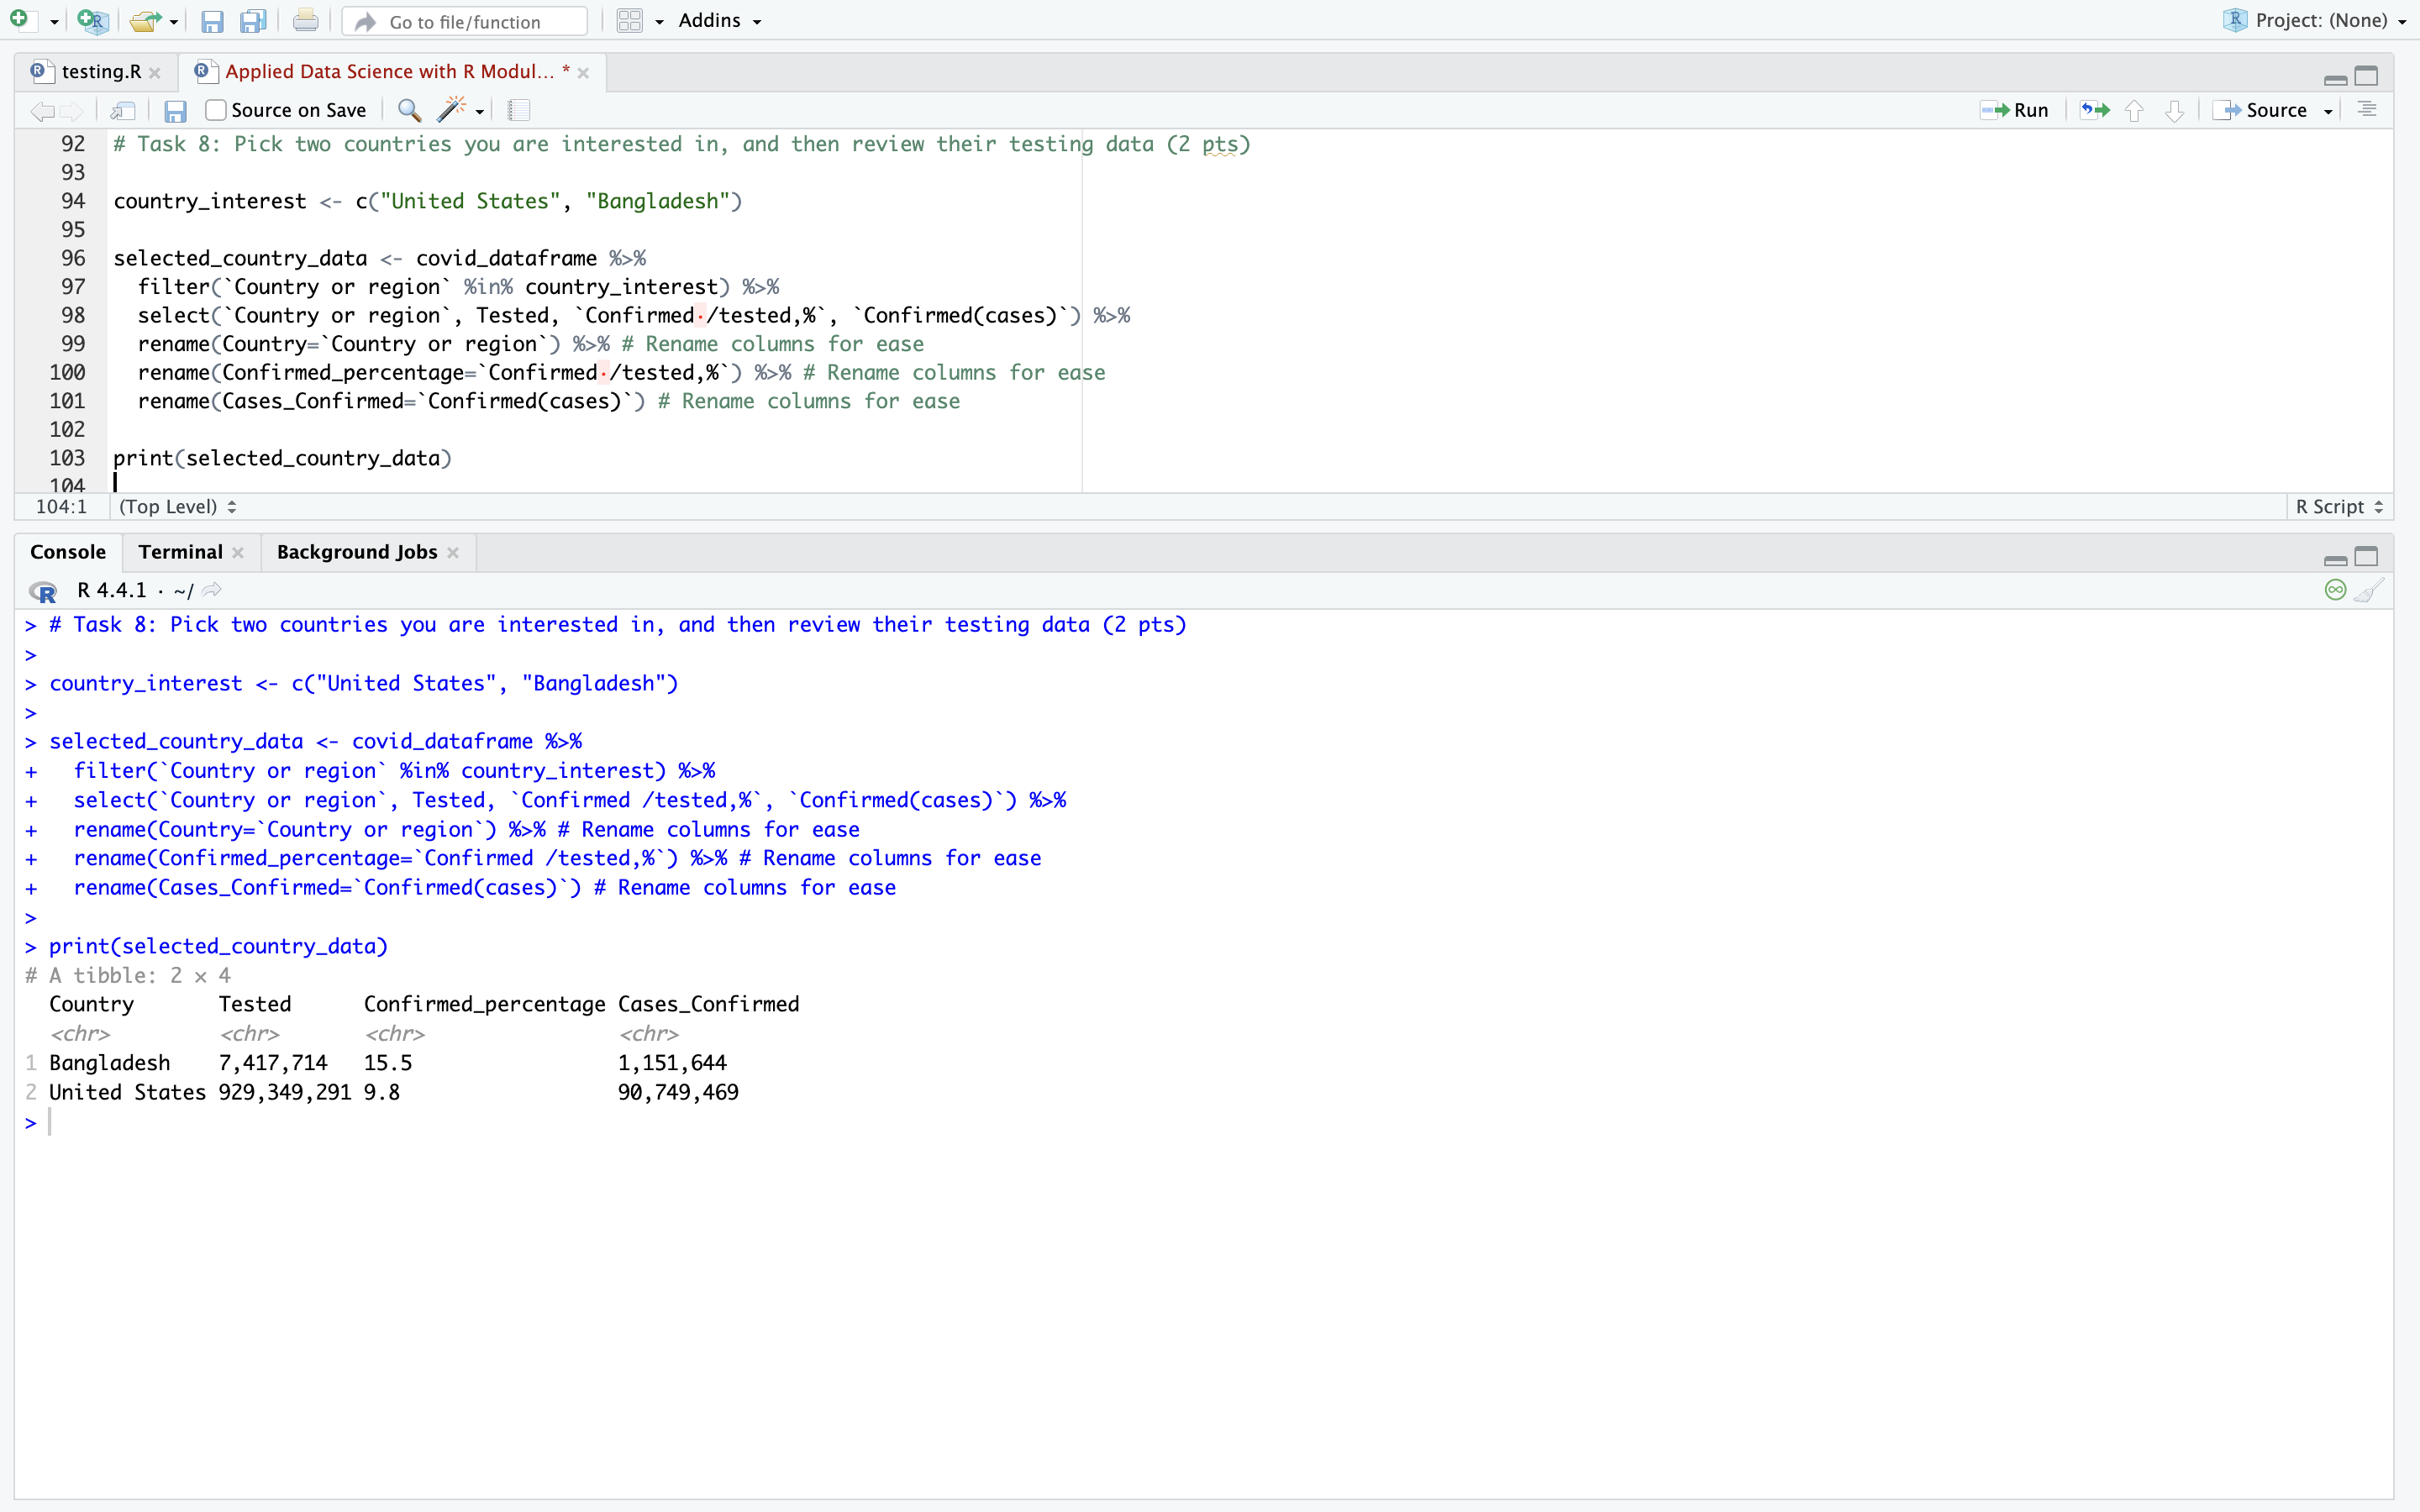 Go to file/function
Addins
Project: (None)
testing.R
Applied Data Science with R Modul... *
Source on Save
Run
Source
92 # Task 8: Pick two countries you are interested in, and then review their testing data (2 pts)
93
94 country_interest <- c("United States", "Bangladesh")
95
96 selected_country_data <- covid_dataframe %>%
97 filter(`Country or region` %in% country_interest) %>%
98 select(`Country or region`, Tested, `Confirmed·/tested,%`, `Confirmed(cases)`) %>%
99 rename(Country=`Country or region`) %>% # Rename columns for ease
100 rename(Confirmed_percentage=`Confirmed·/tested,%`) %>% # Rename columns for ease
101 rename(Cases_Confirmed=`Confirmed(cases)`) # Rename columns for ease
102
103 print(selected_country_data)
104
104:1 (Top Level)
R Script
Console Terminal Background Jobs
R 4.4.1 · ~/
> # Task 8: Pick two countries you are interested in, and then review their testing data (2 pts)
>
> country_interest <- c("United States", "Bangladesh")
>
> selected_country_data <- covid_dataframe %>%
+ filter(`Country or region` %in% country_interest) %>%
+ select(`Country or region`, Tested, `Confirmed /tested,%`, `Confirmed(cases)`) %>%
+ rename(Country=`Country or region`) %>% # Rename columns for ease
+ rename(Confirmed_percentage=`Confirmed /tested,%`) %>% # Rename columns for ease
+ rename(Cases_Confirmed=`Confirmed(cases)`) # Rename columns for ease
>
> print(selected_country_data)
# A tibble: 2 × 4
Country Tested Confirmed_percentage Cases_Confirmed
<chr> <chr> <chr> <chr>
1 Bangladesh 7,417,714 15.5 1,151,644
2 United States 929,349,291 9.8 90,749,469
>